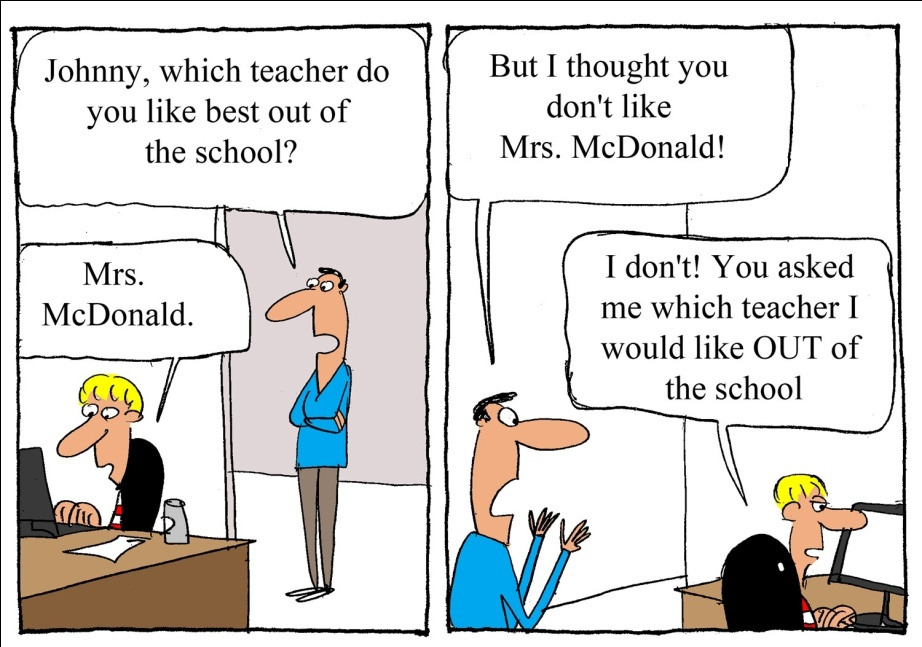 Johnny, which teacher do
you like best out of
the school?
Mrs.
McDonald.
But I thought you
don't like
Mrs. McDonald!
I don't! You asked
me which teacher I
would like OUT of
the school